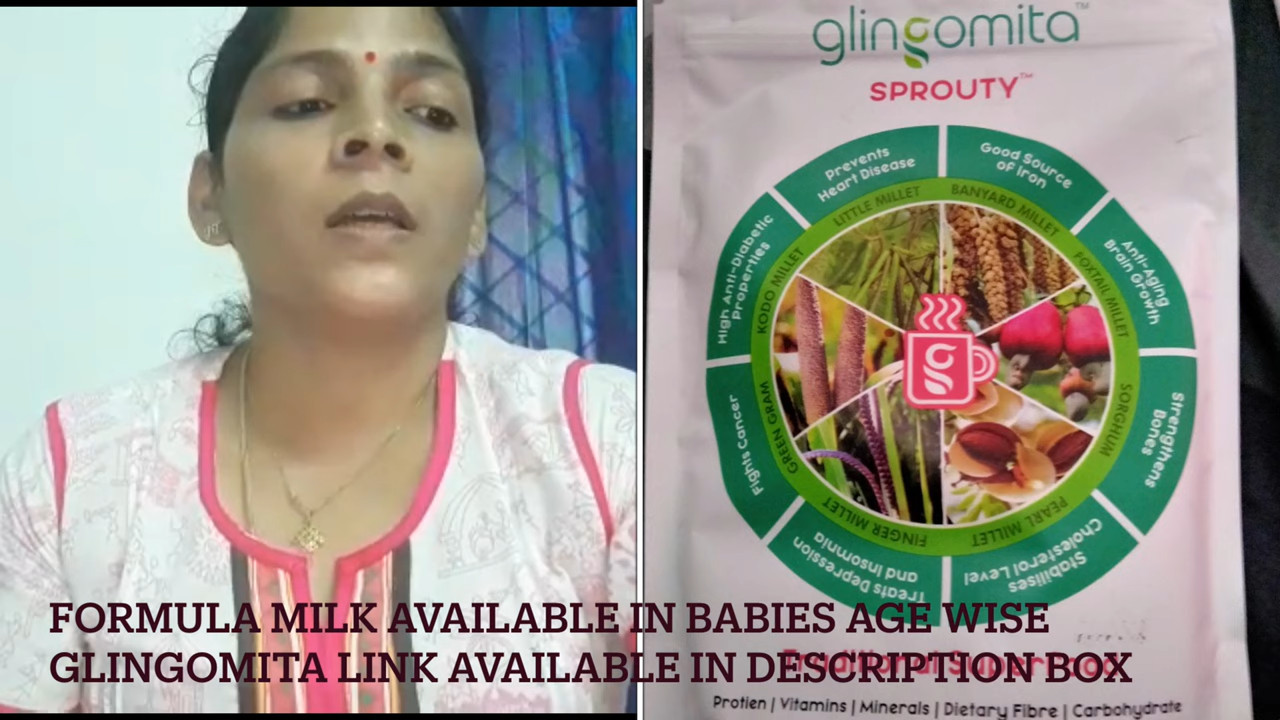 glingomita™
SPROUTY™
Prevents
Heart Disease
Good Source
of Iron
Anti-Aging
Brain Growth
Strengthens
Bones
Stabilises
Cholesterol Level
Treats Depression
and Insomnia
Fights Cancer
High Anti-Diabetic
Properties
LITTLE MILLET
BANYARD MILLET
FOXTAIL MILLET
SORGHUM
PEARL MILLET
FINGER MILLET
GREEN GRAM
KODO MILLET
g
FORMULA MILK AVAILABLE IN BABIES AGE WISE
GLINGOMITA LINK AVAILABLE IN DESCRIPTION BOX
Protien | Vitamins | Minerals | Dietary Fibre | Carbohydrate